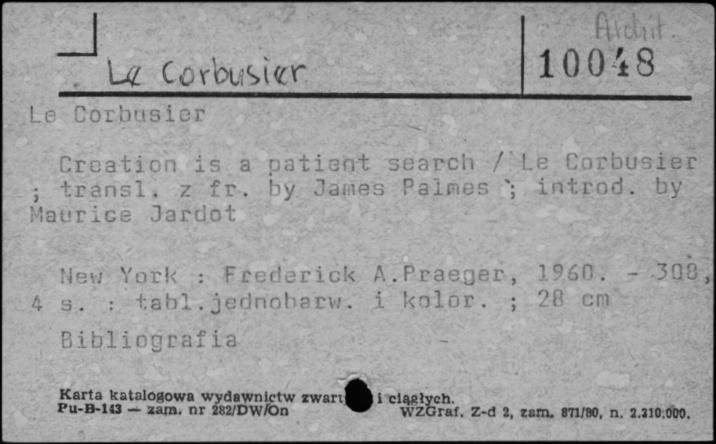 Archit.
Le Corbusier
10048
Le Corbusier
Creation is a patient search / Le Corbusier
; transl. z fr. by James Palmes ; introd. by
Maurice Jardot
New York : Frederick A.Praeger, 1960. - 308,
4 s. : tabl.jednobarw. i kolor. ; 28 cm
Bibliografia
Karta katalogowa wydawnictw zwart i ciągłych.
Pu-B-143 — zam. nr 282/DW/On WZGraf. Z-d 2, zam. 871/80, n. 2.210.000.